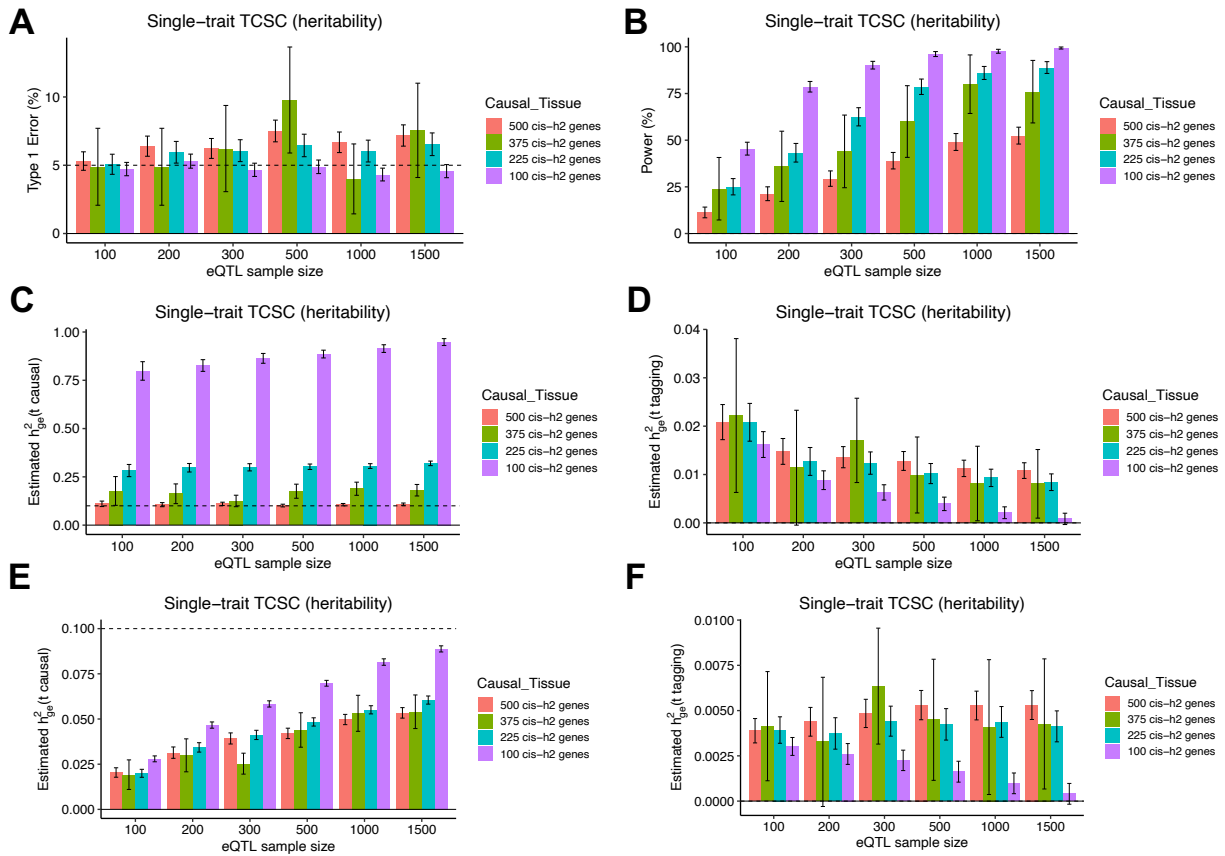 A
Single-trait TCSC (heritability)
Type 1 Error (%)
10
5
0
100 200 300 500 1000 1500
eQTL sample size
Causal_Tissue
500 cis-h2 genes
375 cis-h2 genes
225 cis-h2 genes
100 cis-h2 genes
B
Single-trait TCSC (heritability)
Power (%)
100
75
50
25
0
100 200 300 500 1000 1500
eQTL sample size
Causal_Tissue
500 cis-h2 genes
375 cis-h2 genes
225 cis-h2 genes
100 cis-h2 genes
C
Single-trait TCSC (heritability)
Estimated h²ge(t causal)
1.00
0.75
0.50
0.25
0.00
100 200 300 500 1000 1500
eQTL sample size
Causal_Tissue
500 cis-h2 genes
375 cis-h2 genes
225 cis-h2 genes
100 cis-h2 genes
D
Single-trait TCSC (heritability)
Estimated h²ge(t tagging)
0.04
0.03
0.02
0.01
0.00
100 200 300 500 1000 1500
eQTL sample size
Causal_Tissue
500 cis-h2 genes
375 cis-h2 genes
225 cis-h2 genes
100 cis-h2 genes
E
Single-trait TCSC (heritability)
Estimated h²ge(t causal)
0.100
0.075
0.050
0.025
0.000
100 200 300 500 1000 1500
eQTL sample size
Causal_Tissue
500 cis-h2 genes
375 cis-h2 genes
225 cis-h2 genes
100 cis-h2 genes
F
Single-trait TCSC (heritability)
Estimated h²ge(t tagging)
0.0100
0.0075
0.0050
0.0025
0.0000
100 200 300 500 1000 1500
eQTL sample size
Causal_Tissue
500 cis-h2 genes
375 cis-h2 genes
225 cis-h2 genes
100 cis-h2 genes